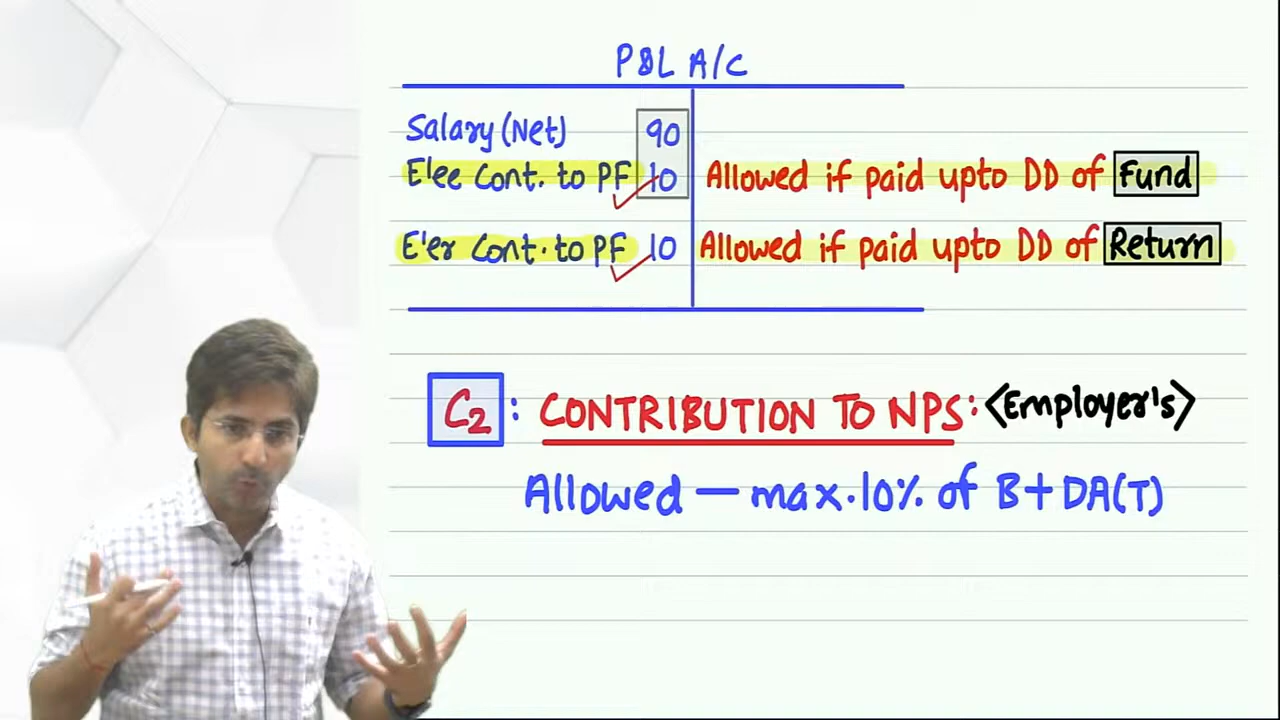 P&L A/C
Salary (Net) 90
E'ee Cont. to PF 10 Allowed if paid upto DD of Fund
E'er Cont. to PF 10 Allowed if paid upto DD of Return
C2 : CONTRIBUTION TO NPS: <Employer's>
Allowed — max. 10% of B+DA(T)